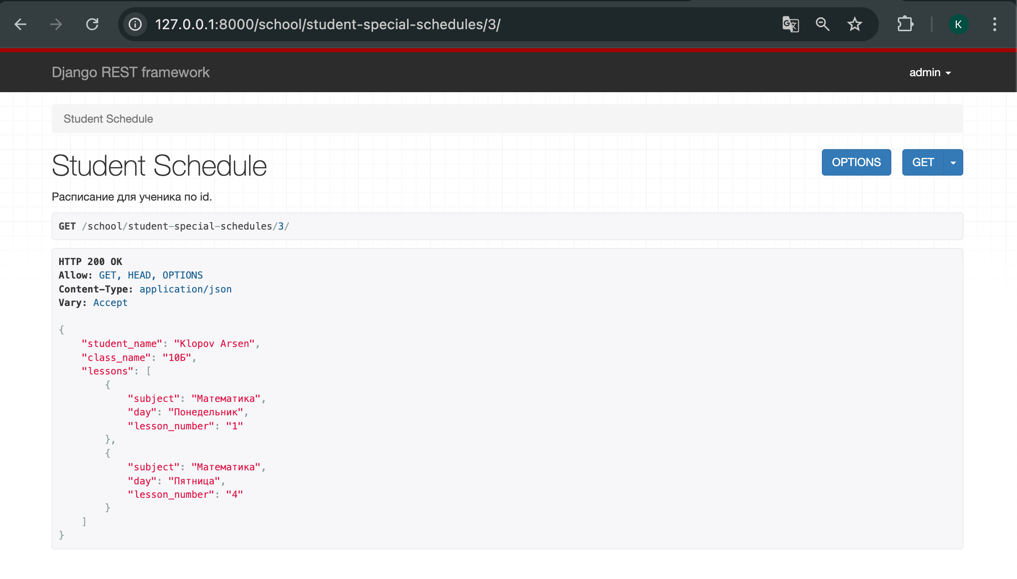 127.0.0.1:8000/school/student-special-schedules/3/
K
Django REST framework
admin
Student Schedule
Student Schedule
OPTIONS
GET
Расписание для ученика по id.
GET /school/student-special-schedules/3/
HTTP 200 OK
Allow: GET, HEAD, OPTIONS
Content-Type: application/json
Vary: Accept
{
"student_name": "Klopov Arsen",
"class_name": "10Б",
"lessons": [
{
"subject": "Математика",
"day": "Понедельник",
"lesson_number": "1"
},
{
"subject": "Математика",
"day": "Пятница",
"lesson_number": "4"
}
]
}